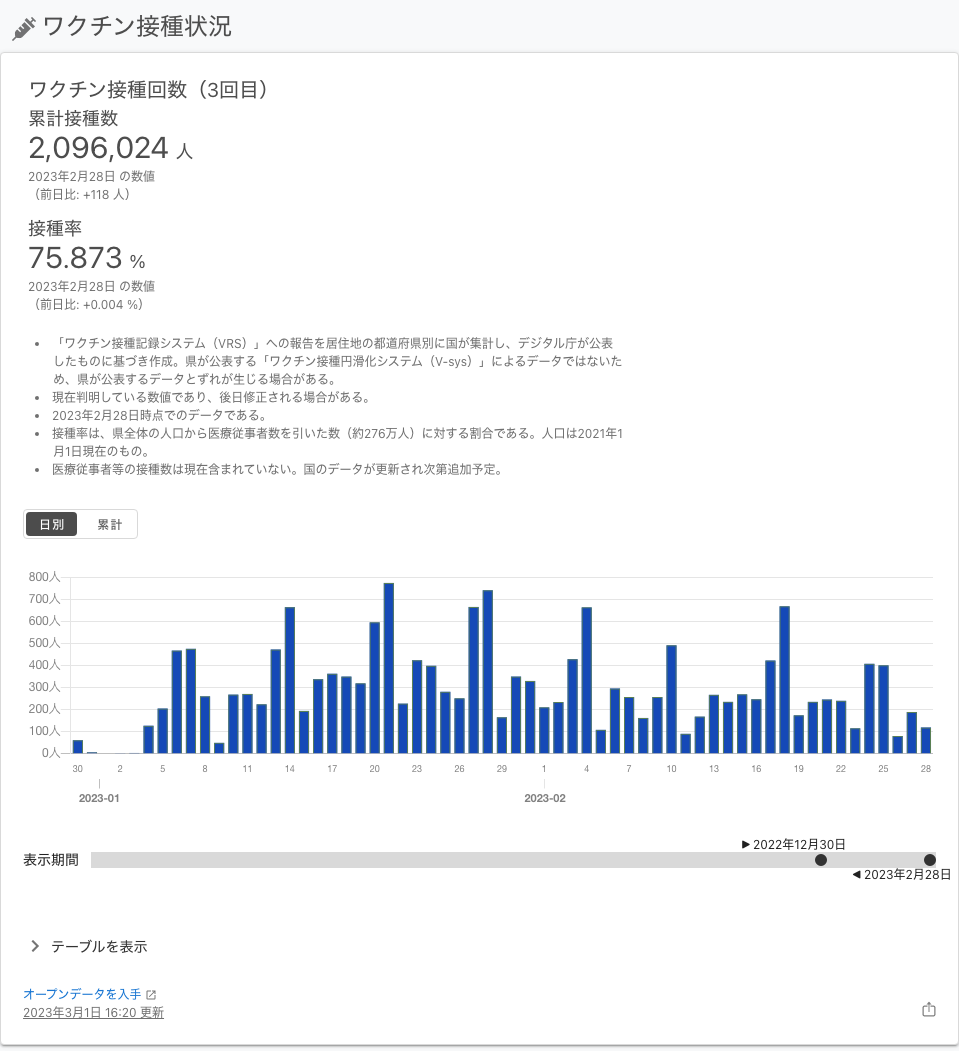 ワクチン接種状況
ワクチン接種回数（3回目）
累計接種数
2,096,024 人
2023年2月28日 の数値
（前日比: +118 人）
接種率
75.873 %
2023年2月28日 の数値
（前日比: +0.004 %）
• 「ワクチン接種記録システム（VRS）」への報告を居住地の都道府県別に国が集計し、デジタル庁が公表
したものに基づき作成。県が公表する「ワクチン接種円滑化システム（V-sys）」によるデータではないた
め、県が公表するデータとずれが生じる場合がある。
• 現在判明している数値であり、後日修正される場合がある。
• 2023年2月28日時点でのデータである。
• 接種率は、県全体の人口から医療従事者数を引いた数（約276万人）に対する割合である。人口は2021年1
月1日現在のもの。
• 医療従事者等の接種数は現在含まれていない。国のデータが更新され次第追加予定。
日別 累計
800人
700人
600人
500人
400人
300人
200人
100人
0人
30 2 5 8 11 14 17 20 23 26 29 1 4 7 10 13 16 19 22 25 28
2023-01 2023-02
2022年12月30日
表示期間
2023年2月28日
テーブルを表示
オープンデータを入手
2023年3月1日 16:20 更新